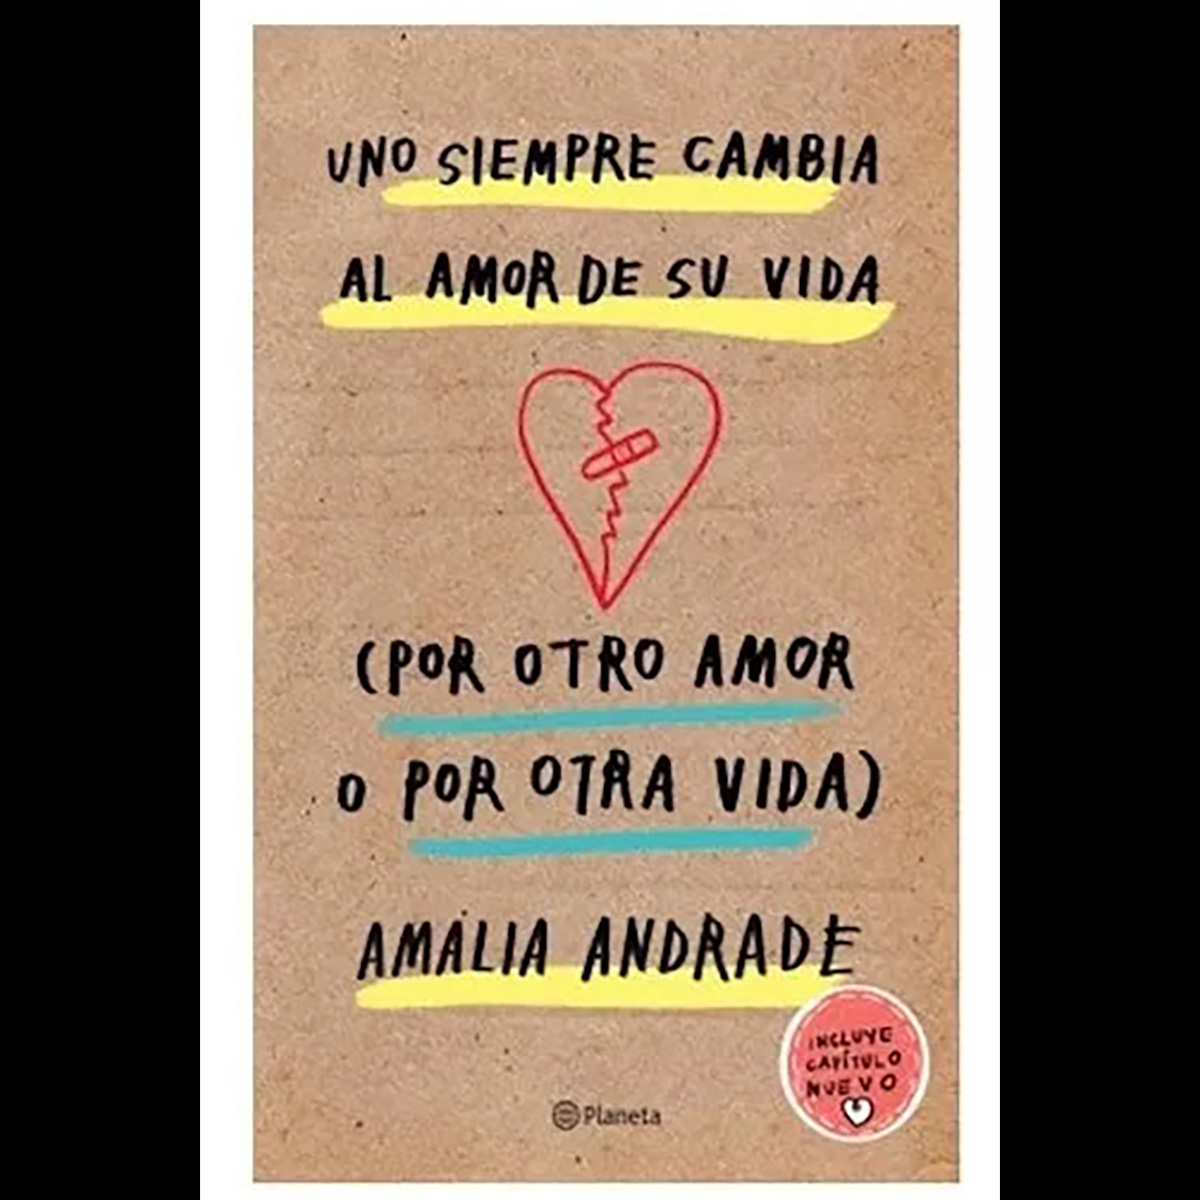 UNO SIEMPRE CAMBIA
AL AMOR DE SU VIDA
(POR OTRO AMOR
O POR OTRA VIDA)
AMALIA ANDRADE
INCLUYE
CAPÍTULO
NUEVO
Planeta